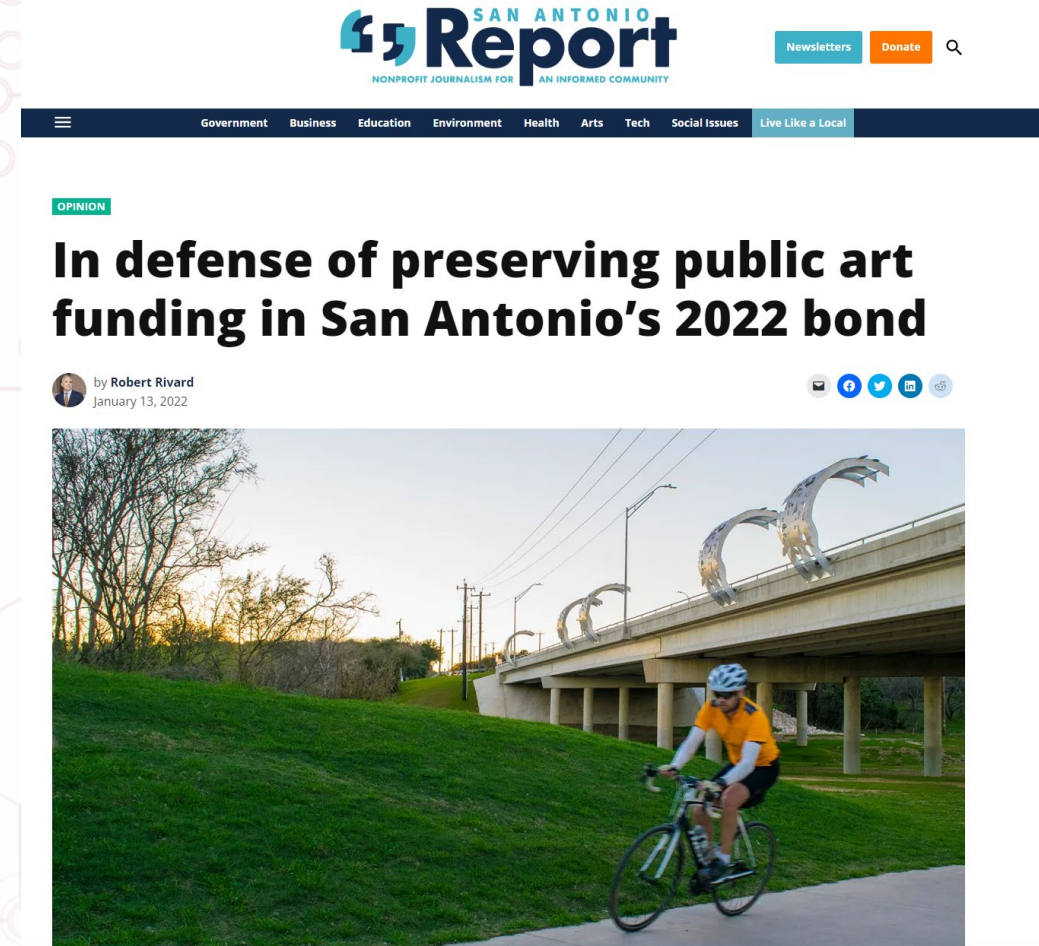 SAN ANTONIO
Report
NONPROFIT JOURNALISM FOR AN INFORMED COMMUNITY
Newsletters
Donate
Government Business Education Environment Health Arts Tech Social Issues Live Like a Local
OPINION
In defense of preserving public art
funding in San Antonio’s 2022 bond
by Robert Rivard
January 13, 2022
in